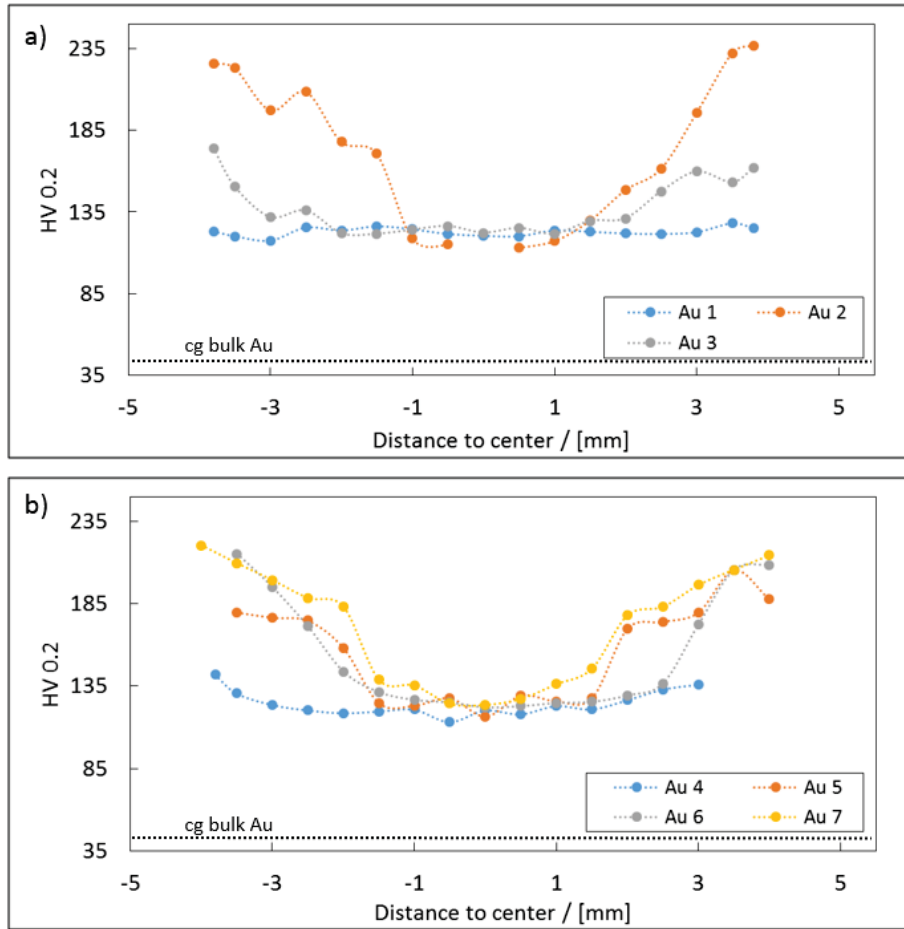 a)
235
185
135
85
35
HV 0.2
cg bulk Au
Au 1 Au 2
Au 3
-5 -3 -1 1 3 5
Distance to center / [mm]
b)
235
185
135
85
35
HV 0.2
cg bulk Au
Au 4 Au 5
Au 6 Au 7
-5 -3 -1 1 3 5
Distance to center / [mm]